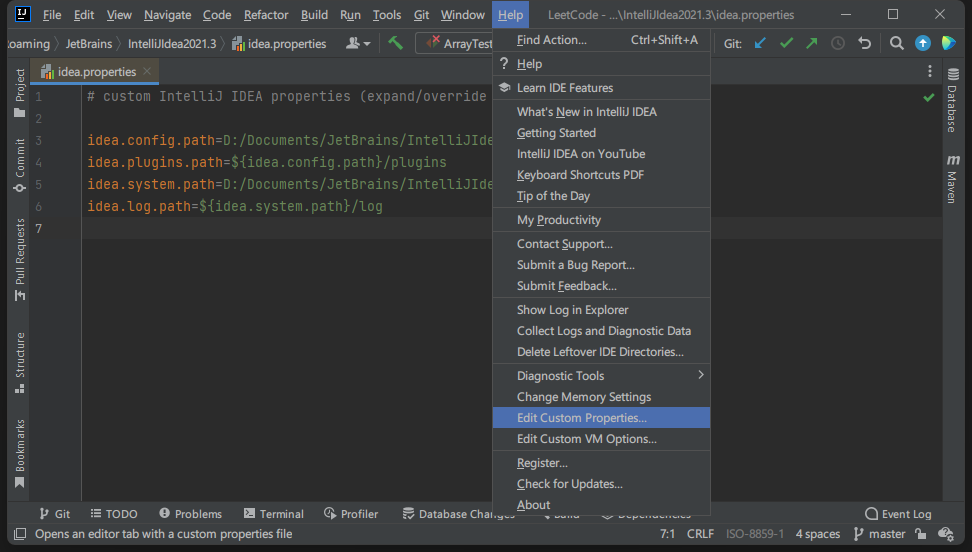 IJ File Edit View Navigate Code Refactor Build Run Tools Git Window Help LeetCode - ...\IntelliJIdea2021.3\idea.properties
oaming JetBrains IntelliJIdea2021.3 idea.properties ArrayTest Git:
idea.properties
Project
Commit
Pull Requests
Structure
Bookmarks
1 # custom IntelliJ IDEA properties (expand/override
2
3 idea.config.path=D:/Documents/JetBrains/IntelliJIde
4 idea.plugins.path=${idea.config.path}/plugins
5 idea.system.path=D:/Documents/JetBrains/IntelliJIde
6 idea.log.path=${idea.system.path}/log
7
Find Action... Ctrl+Shift+A
? Help
Learn IDE Features
What's New in IntelliJ IDEA
Getting Started
IntelliJ IDEA on YouTube
Keyboard Shortcuts PDF
Tip of the Day
My Productivity
Contact Support...
Submit a Bug Report...
Submit Feedback...
Show Log in Explorer
Collect Logs and Diagnostic Data
Delete Leftover IDE Directories...
Diagnostic Tools
Change Memory Settings
Edit Custom Properties...
Edit Custom VM Options...
Register...
Check for Updates...
About
Database
m Maven
Git TODO Problems Terminal Profiler Database Changes Build Dependencies Event Log
Opens an editor tab with a custom properties file 7:1 CRLF ISO-8859-1 4 spaces master